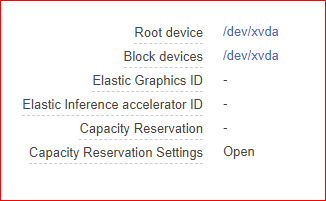 Root device /dev/xvda
Block devices /dev/xvda
Elastic Graphics ID -
Elastic Inference accelerator ID -
Capacity Reservation -
Capacity Reservation Settings Open